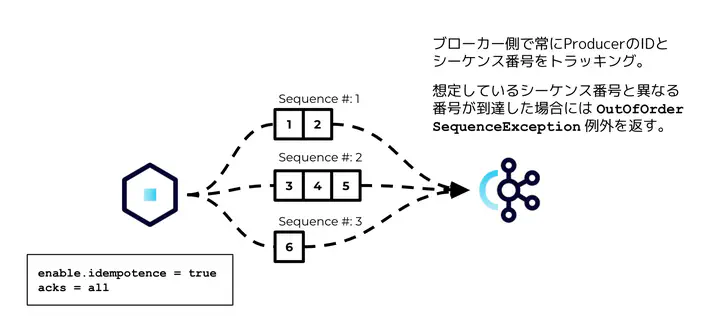 ブローカー側で常にProducerのIDと
シーケンス番号をトラッキング。
想定しているシーケンス番号と異なる
番号が到達した場合には OutOfOrder
SequenceException 例外を返す。
Sequence #: 1
1 2
Sequence #: 2
3 4 5
Sequence #: 3
6
enable.idempotence = true
acks = all